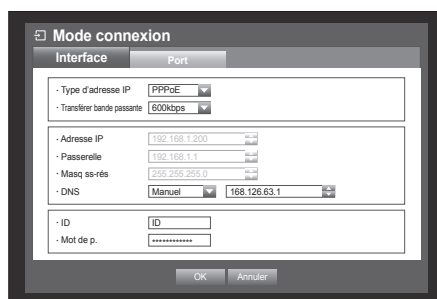 Mode connexion
Interface Port
· Type d'adresse IP PPPoE
· Transférer bande passante 600kbps
· Adresse IP 192.168.1.200
· Passerelle 192.168.1.1
· Masq ss-rés 255.255.255.0
· DNS Manuel 168.126.63.1
· ID ID
· Mot de p. ************
OK Annuler